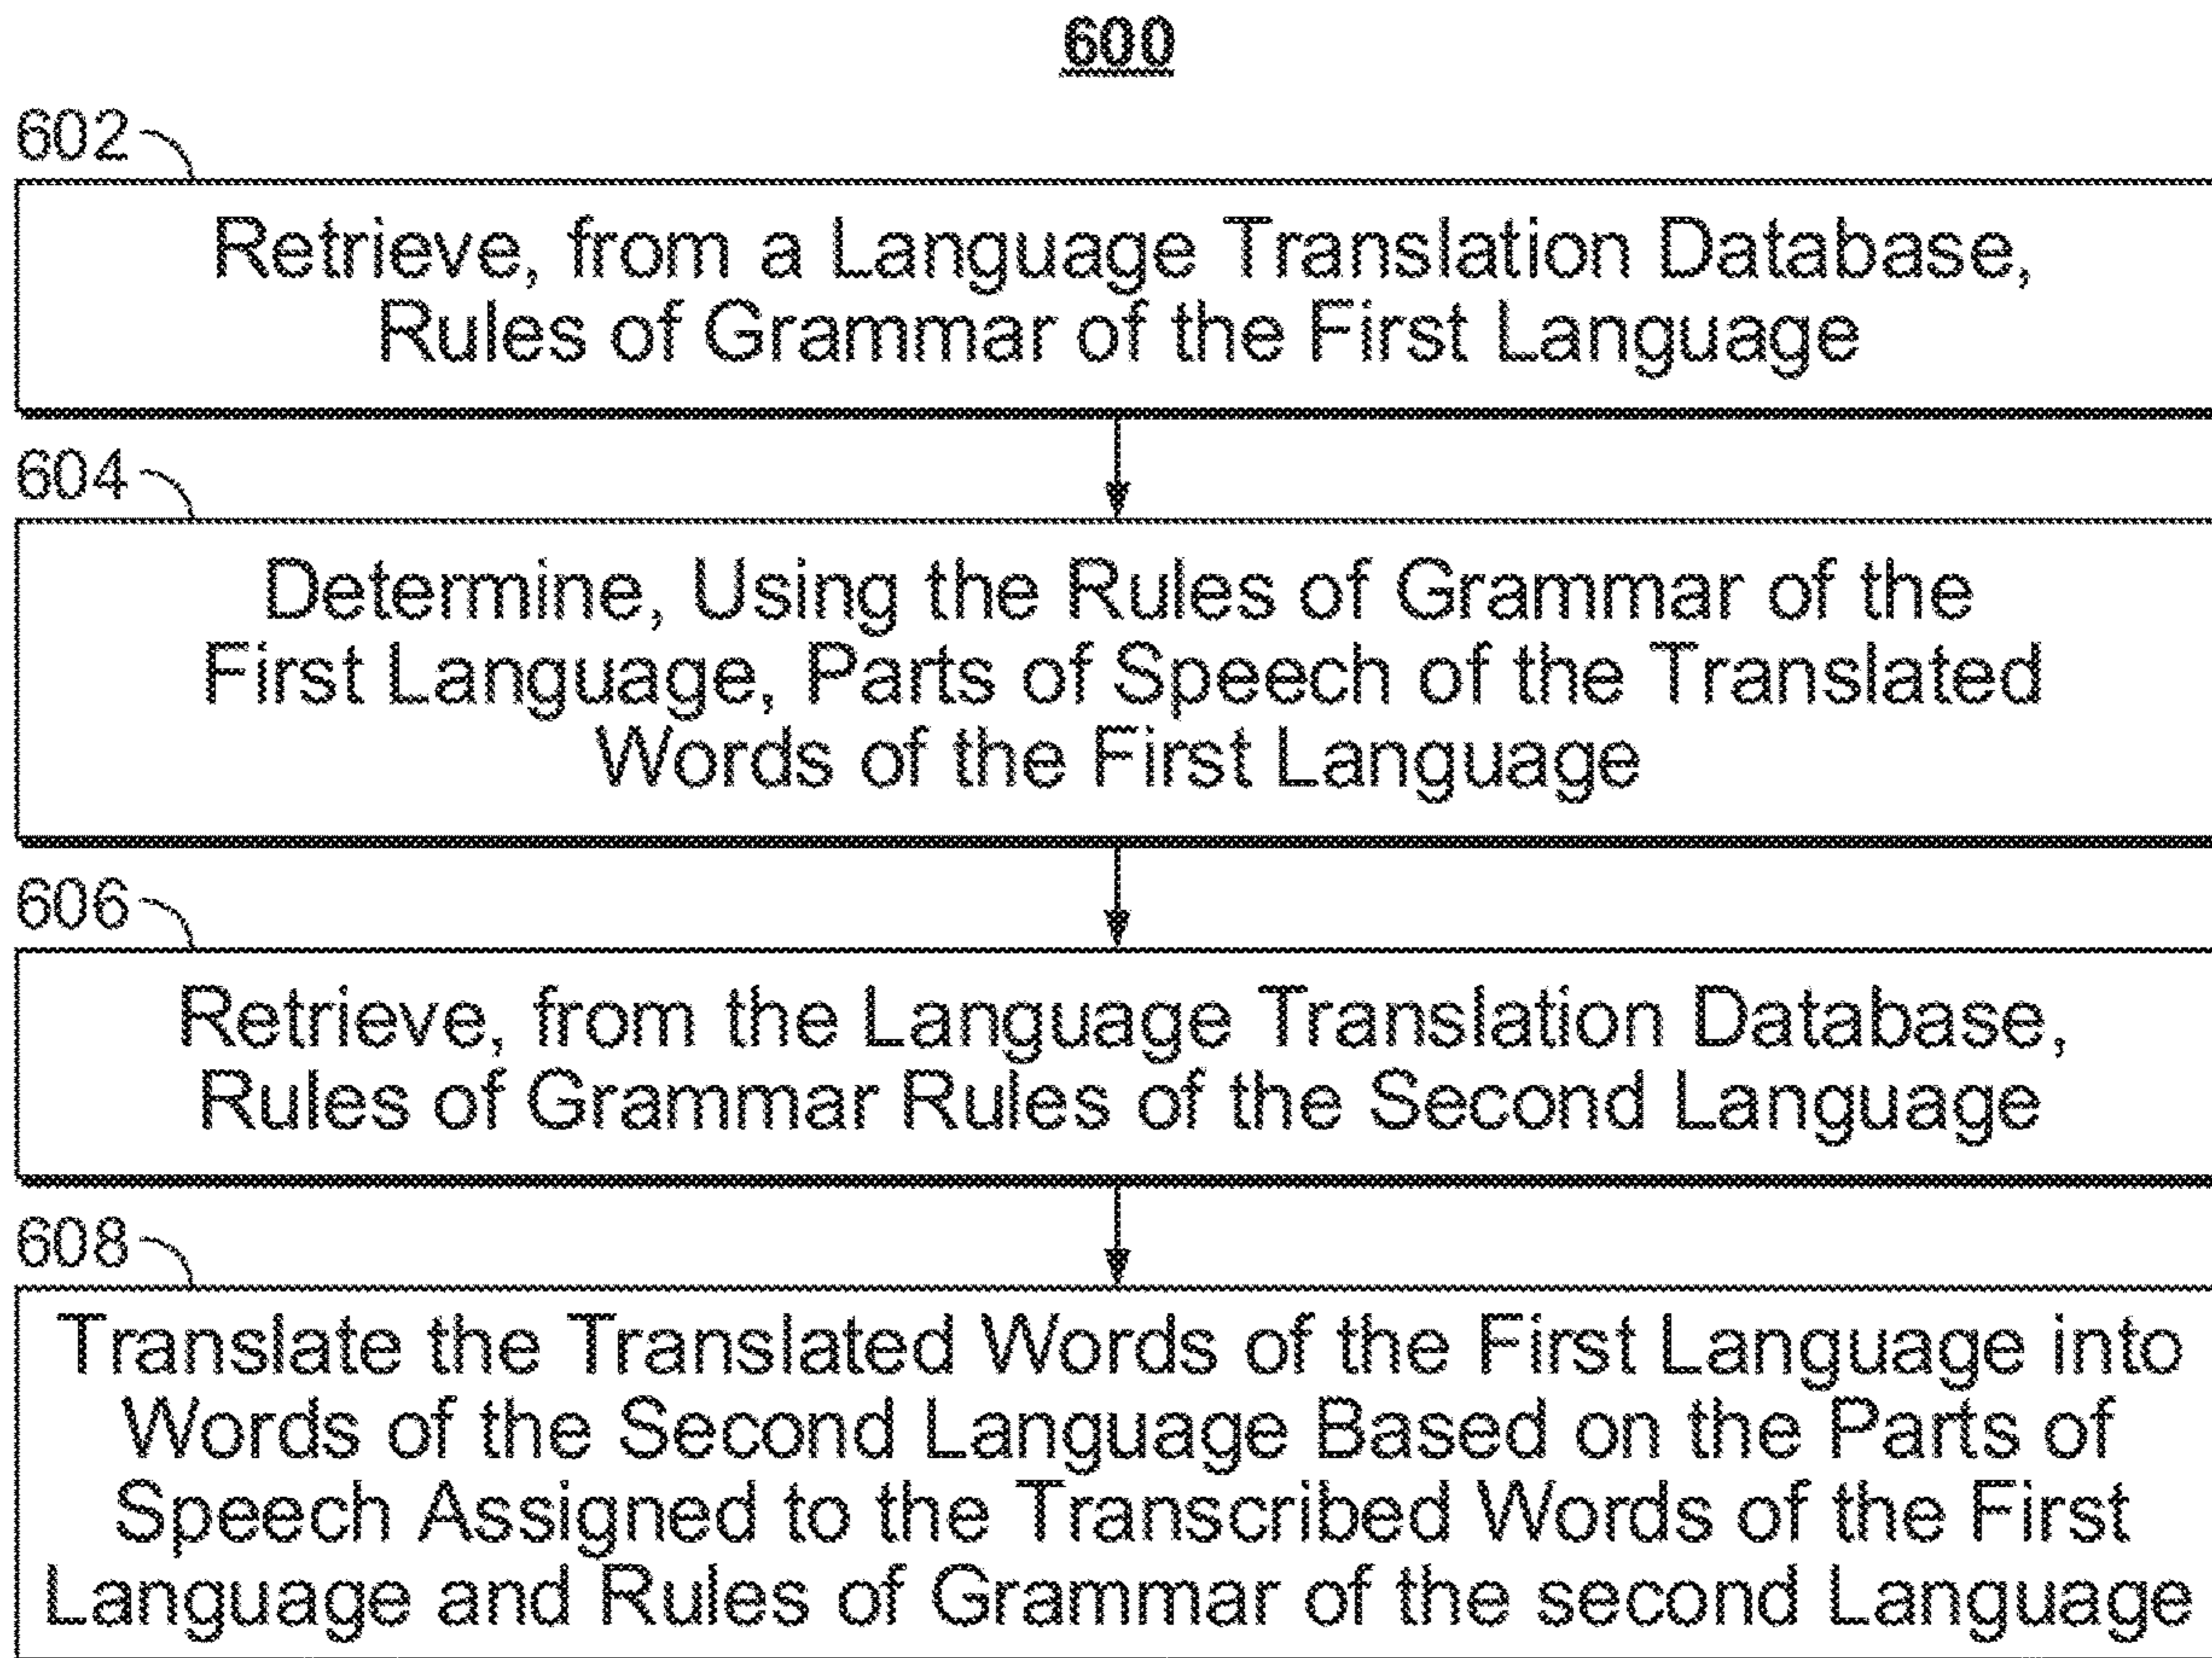 600
602
Retrieve, from a Language Translation Database,
Rules of Grammar of the First Language
604
Determine, Using the Rules of Grammar of the
First Language, Parts of Speech of the Translated
Words of the First Language
606
Retrieve, from the Language Translation Database,
Rules of Grammar Rules of the Second Language
608
Translate the Translated Words of the First Language into
Words of the Second Language Based on the Parts of
Speech Assigned to the Transcribed Words of the First
Language and Rules of Grammar of the second Language